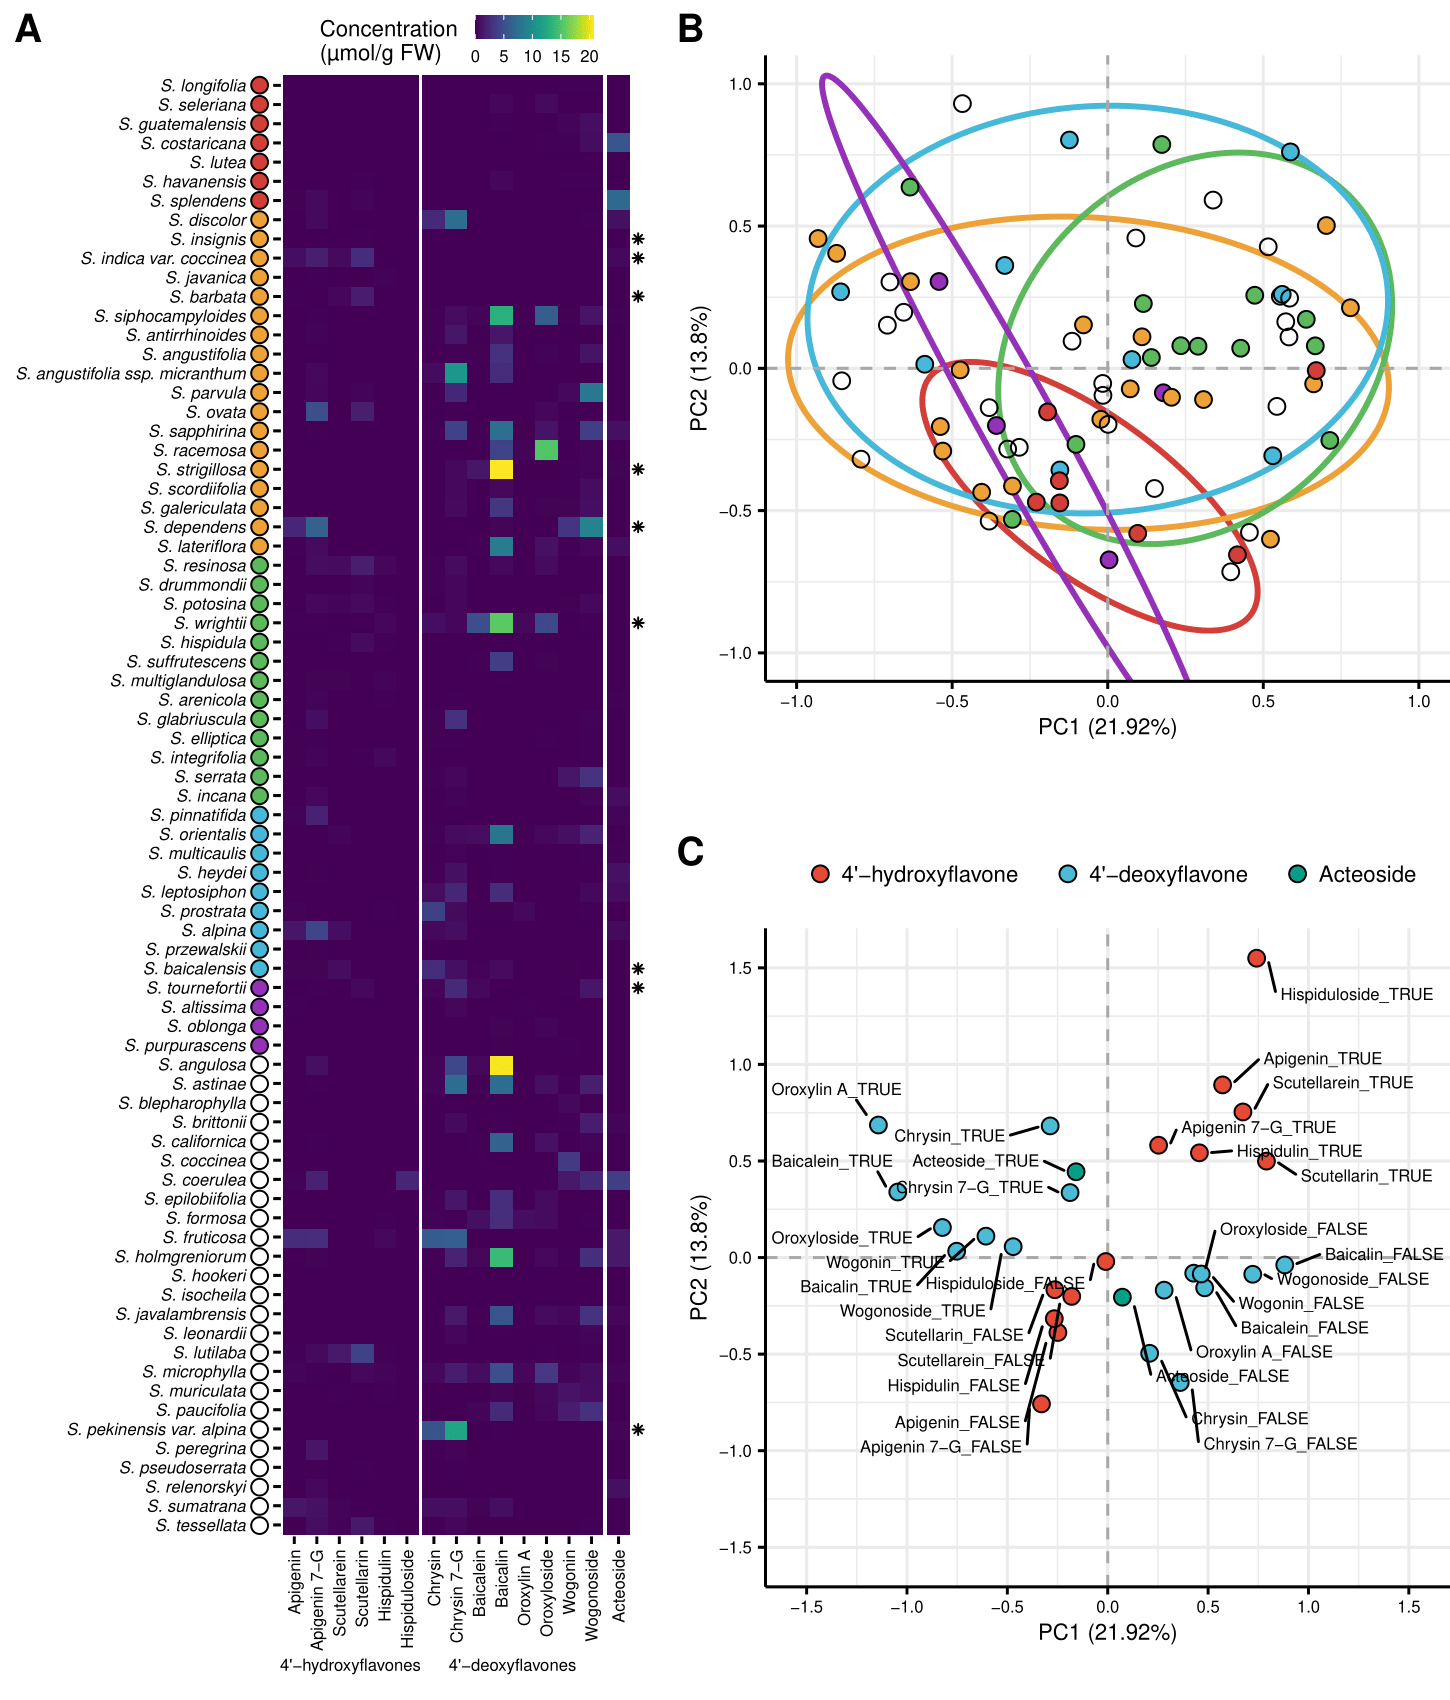 A
Concentration
(µmol/g FW)
0 5 10 15 20
S. longifolia
S. seleriana
S. guatemalensis
S. costaricana
S. lutea
S. havanensis
S. splendens
S. discolor
S. insignis *
S. indica var. coccinea *
S. javanica
S. barbata *
S. siphocampyloides
S. antirrhinoides
S. angustifolia
S. angustifolia ssp. micranthum
S. parvula
S. ovata
S. sapphirina
S. racemosa
S. strigillosa *
S. scordiifolia
S. galericulata
S. dependens *
S. lateriflora
S. resinosa
S. drummondii
S. potosina
S. wrightii *
S. hispidula
S. suffrutescens
S. multiglandulosa
S. arenicola
S. glabriuscula
S. elliptica
S. integrifolia
S. serrata
S. incana
S. pinnatifida
S. orientalis
S. multicaulis
S. heydei
S. leptosiphon
S. prostrata
S. alpina
S. przewalskii
S. baicalensis *
S. tournefortii *
S. altissima
S. oblonga
S. purpurascens
S. angulosa
S. astinae
S. blepharophylla
S. brittonii
S. californica
S. coccinea
S. coerulea
S. epilobiifolia
S. formosa
S. fruticosa
S. holmgreniorum
S. hookeri
S. isocheila
S. javalambrensis
S. leonardii
S. lutilaba
S. microphylla
S. muriculata
S. paucifolia
S. pekinensis var. alpina *
S. peregrina
S. pseudoserrata
S. relenorskyi
S. sumatrana
S. tessellata
Apigenin
Apigenin 7−G
Scutellarein
Scutellarin
Hispidulin
Hispiduloside
Chrysin
Chrysin 7−G
Baicalein
Baicalin
Oroxylin A
Oroxyloside
Wogonin
Wogonoside
Acteoside
4'−hydroxyflavones
4'−deoxyflavones
B
PC2 (13.8%)
1.0
0.5
0.0
−0.5
−1.0
−1.0 −0.5 0.0 0.5 1.0
PC1 (21.92%)
C
4'−hydroxyflavone
4'−deoxyflavone
Acteoside
PC2 (13.8%)
1.5
1.0
0.5
0.0
−0.5
−1.0
−1.5
Hispiduloside_TRUE
Apigenin_TRUE
Scutellarein_TRUE
Oroxylin A_TRUE
Apigenin 7−G_TRUE
Chrysin_TRUE
Hispidulin_TRUE
Baicalein_TRUE
Acteoside_TRUE
Scutellarin_TRUE
Chrysin 7−G_TRUE
Oroxyloside_FALSE
Oroxyloside_TRUE
Baicalin_FALSE
Wogonin_TRUE
Wogonoside_FALSE
Baicalin_TRUE
Hispiduloside_FALSE
Wogonin_FALSE
Wogonoside_TRUE
Baicalein_FALSE
Scutellarin_FALSE
Oroxylin A_FALSE
Scutellarein_FALSE
Acteoside_FALSE
Hispidulin_FALSE
Chrysin_FALSE
Apigenin_FALSE
Chrysin 7−G_FALSE
Apigenin 7−G_FALSE
−1.5 −1.0 −0.5 0.0 0.5 1.0 1.5
PC1 (21.92%)